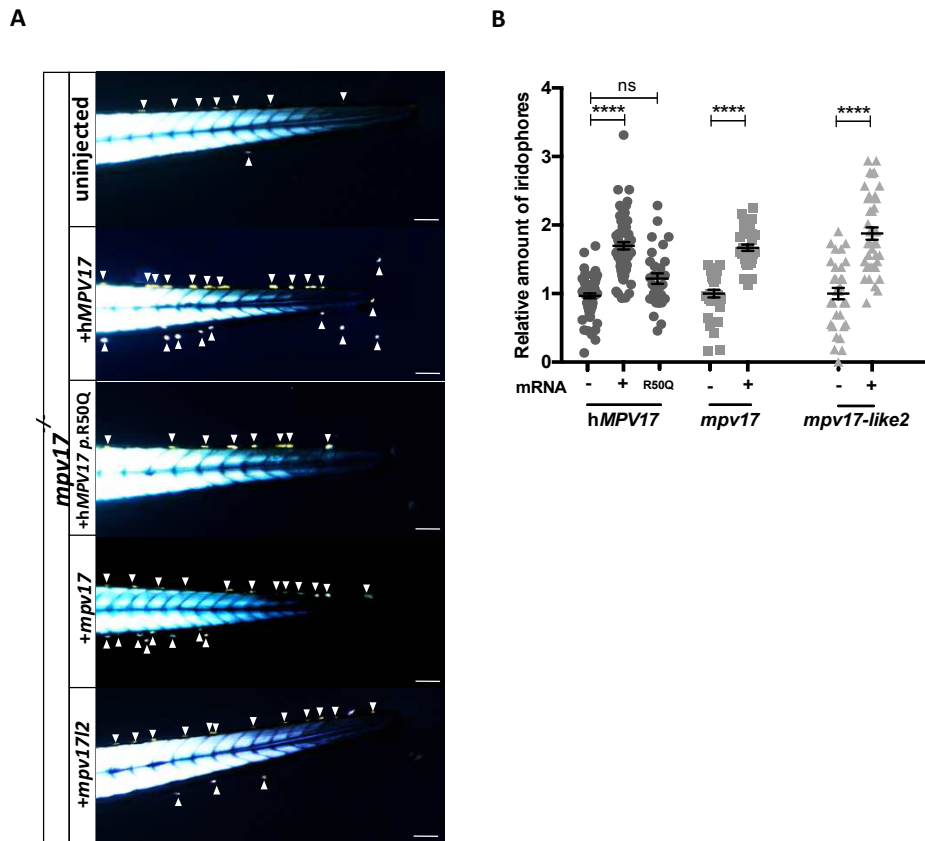 A
B
mpv17-/-
uninjected
+hMPV17
+hMPV17 p.R50Q
+mpv17
+mpv17l2
Relative amount of iridophores
4
3
2
1
0
ns
****
****
****
mRNA - + R50Q - + - +
hMPV17 mpv17 mpv17-like2